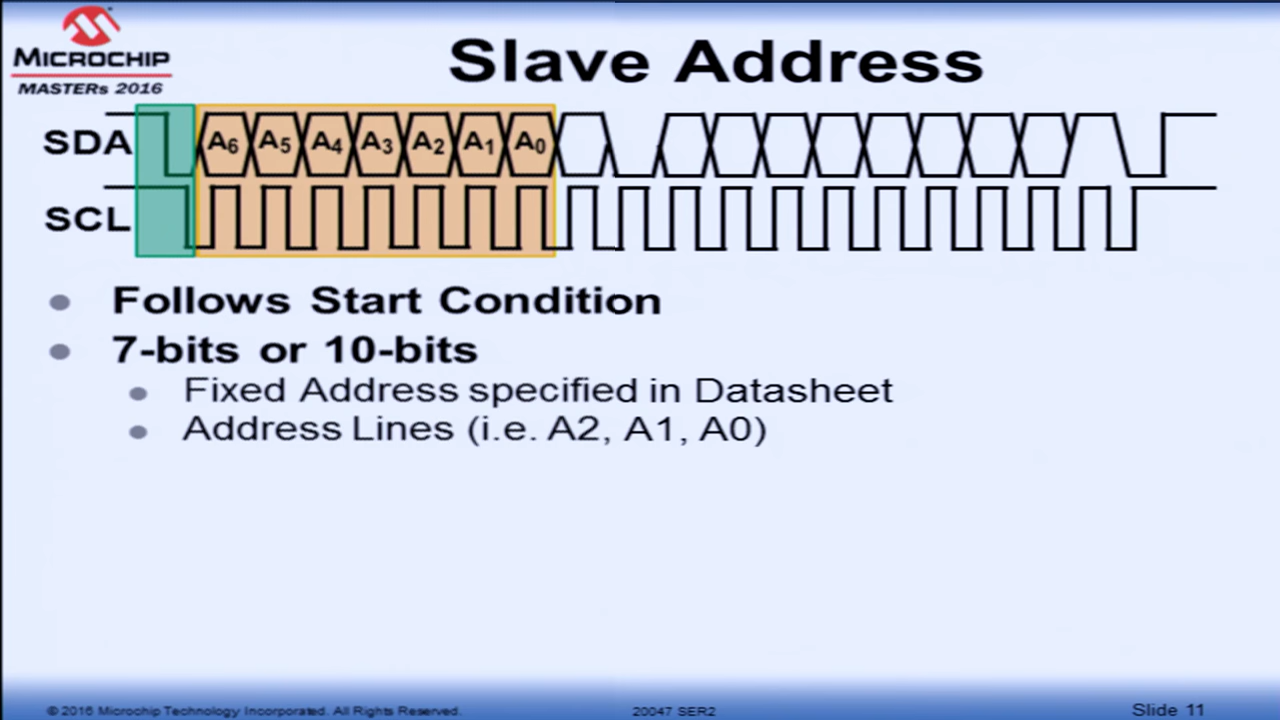 MICROCHIP
MASTERs 2016
Slave Address
SDA
A6 A5 A4 A3 A2 A1 A0
SCL
Follows Start Condition
7-bits or 10-bits
Fixed Address specified in Datasheet
Address Lines (i.e. A2, A1, A0)
© 2016 Microchip Technology Incorporated. All Rights Reserved.
20047 SER2
Slide 11